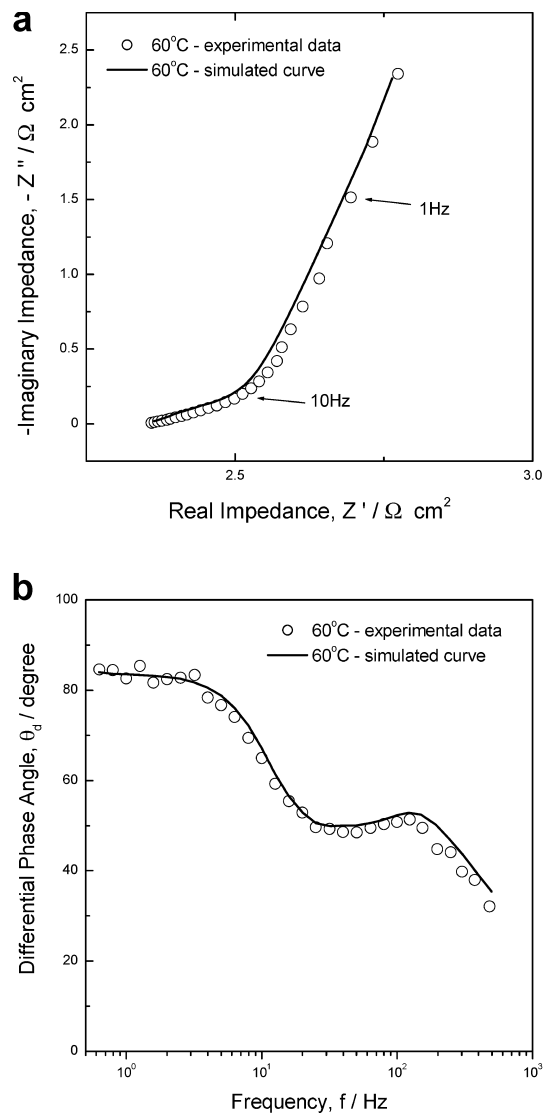 a
60°C - experimental data
60°C - simulated curve
2.5
2.0
1.5
1.0
0.5
0
-Imaginary Impedance, - Z '' / Ω cm²
1Hz
10Hz
2.5
3.0
Real Impedance, Z ' / Ω cm²
b
60°C - experimental data
60°C - simulated curve
100
80
60
40
20
0
Differential Phase Angle, θd / degree
10⁰
10¹
10²
10³
Frequency, f / Hz